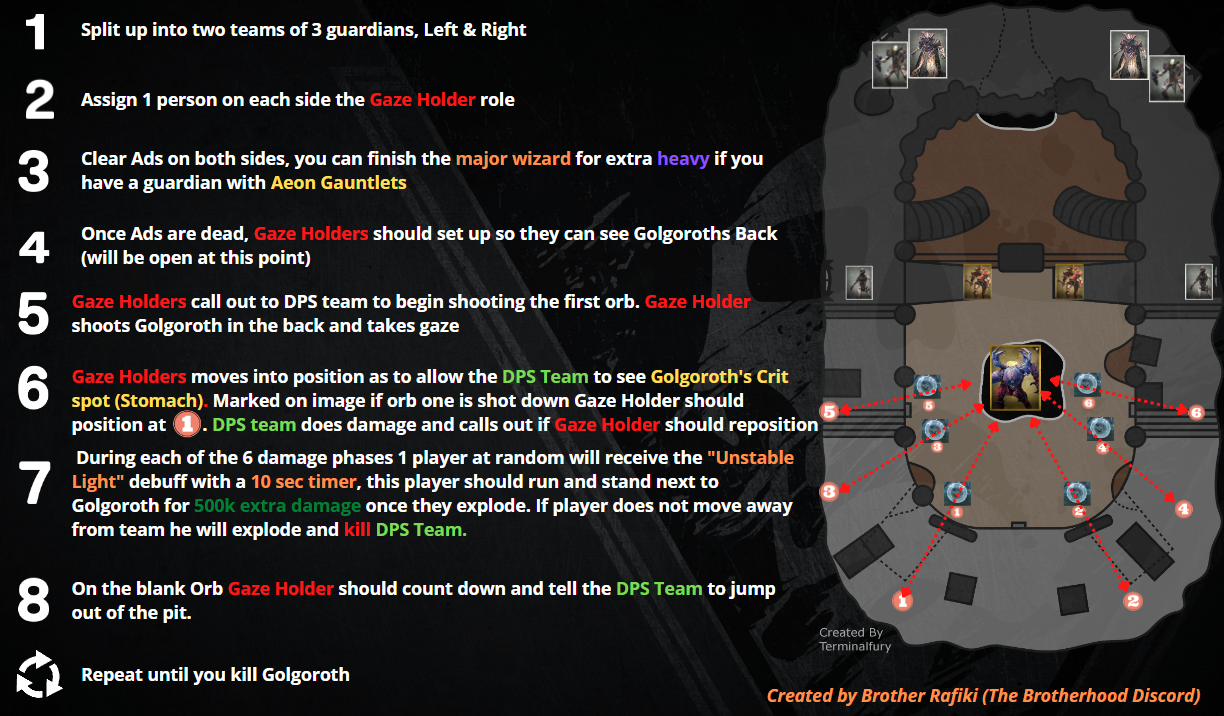 1
Split up into two teams of 3 guardians, Left & Right
2
Assign 1 person on each side the Gaze Holder role
3
Clear Ads on both sides, you can finish the major wizard for extra heavy if you
have a guardian with Aeon Gauntlets
4
Once Ads are dead, Gaze Holders should set up so they can see Golgoroths Back
(will be open at this point)
5
Gaze Holders call out to DPS team to begin shooting the first orb. Gaze Holder
shoots Golgoroth in the back and takes gaze
6
Gaze Holders moves into position as to allow the DPS Team to see Golgoroth's Crit
spot (Stomach). Marked on image if orb one is shot down Gaze Holder should
position at 1. DPS team does damage and calls out if Gaze Holder should reposition
7
During each of the 6 damage phases 1 player at random will receive the "Unstable
Light" debuff with a 10 sec timer, this player should run and stand next to
Golgoroth for 500k extra damage once they explode. If player does not move away
from team he will explode and kill DPS Team.
8
On the blank Orb Gaze Holder should count down and tell the DPS Team to jump
out of the pit.
Repeat until you kill Golgoroth
5
5
6
6
3
3
4
4
1
2
1
2
Created By
Terminalfury
Created by Brother Rafiki (The Brotherhood Discord)